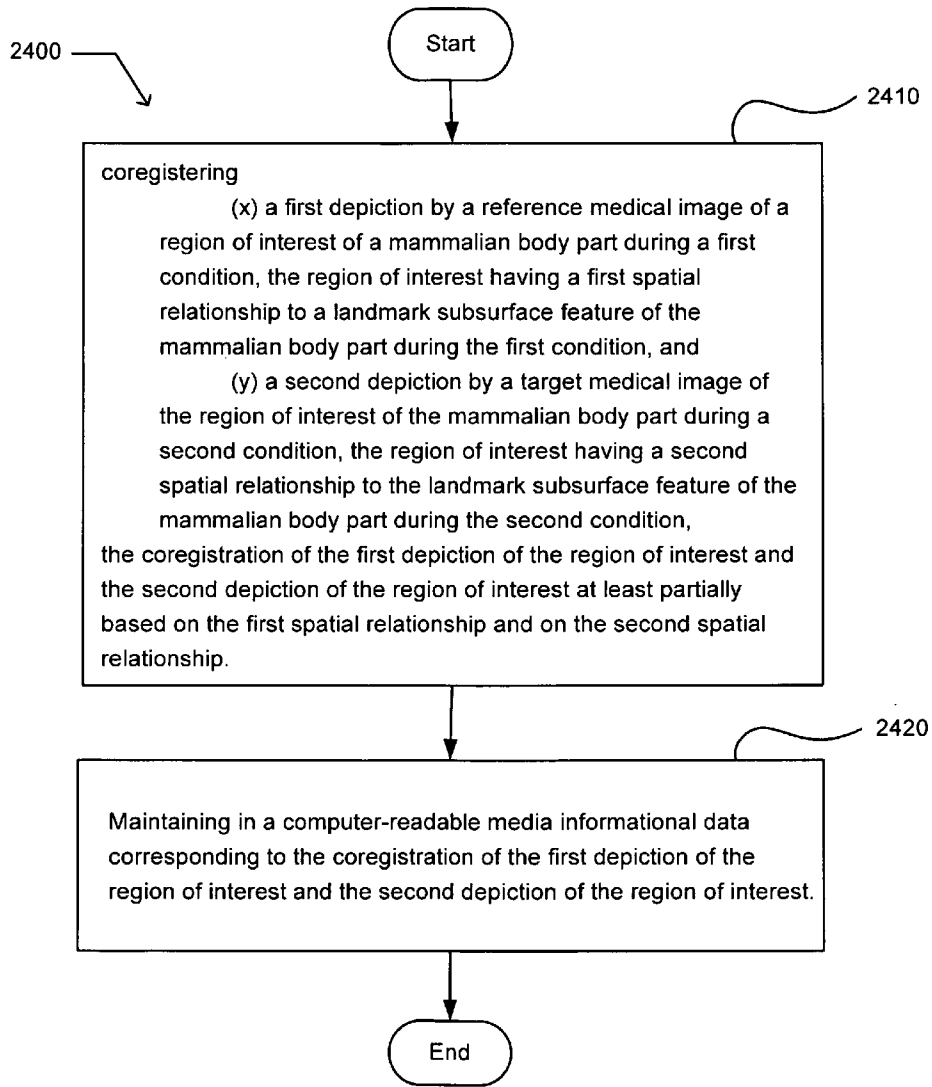 Start
2400
2410
coregistering
(x) a first depiction by a reference medical image of a
region of interest of a mammalian body part during a first
condition, the region of interest having a first spatial
relationship to a landmark subsurface feature of the
mammalian body part during the first condition, and
(y) a second depiction by a target medical image of
the region of interest of the mammalian body part during a
second condition, the region of interest having a second
spatial relationship to the landmark subsurface feature of the
mammalian body part during the second condition,
the coregistration of the first depiction of the region of interest and
the second depiction of the region of interest at least partially
based on the first spatial relationship and on the second spatial
relationship.
2420
Maintaining in a computer-readable media informational data
corresponding to the coregistration of the first depiction of the
region of interest and the second depiction of the region of interest.
End